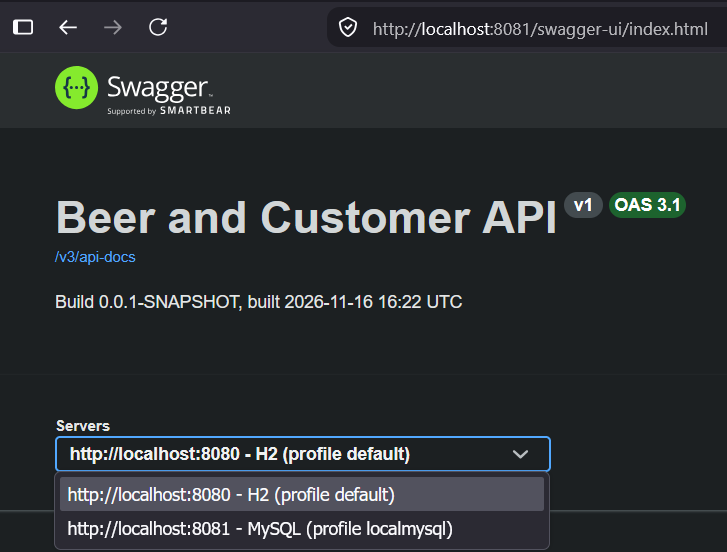 http://localhost:8081/swagger-ui/index.html
{···} Swagger™
Supported by SMARTBEAR
Beer and Customer API v1 OAS 3.1
/v3/api-docs
Build 0.0.1-SNAPSHOT, built 2026-11-16 16:22 UTC
Servers
http://localhost:8080 - H2 (profile default)
http://localhost:8080 - H2 (profile default)
http://localhost:8081 - MySQL (profile localmysql)